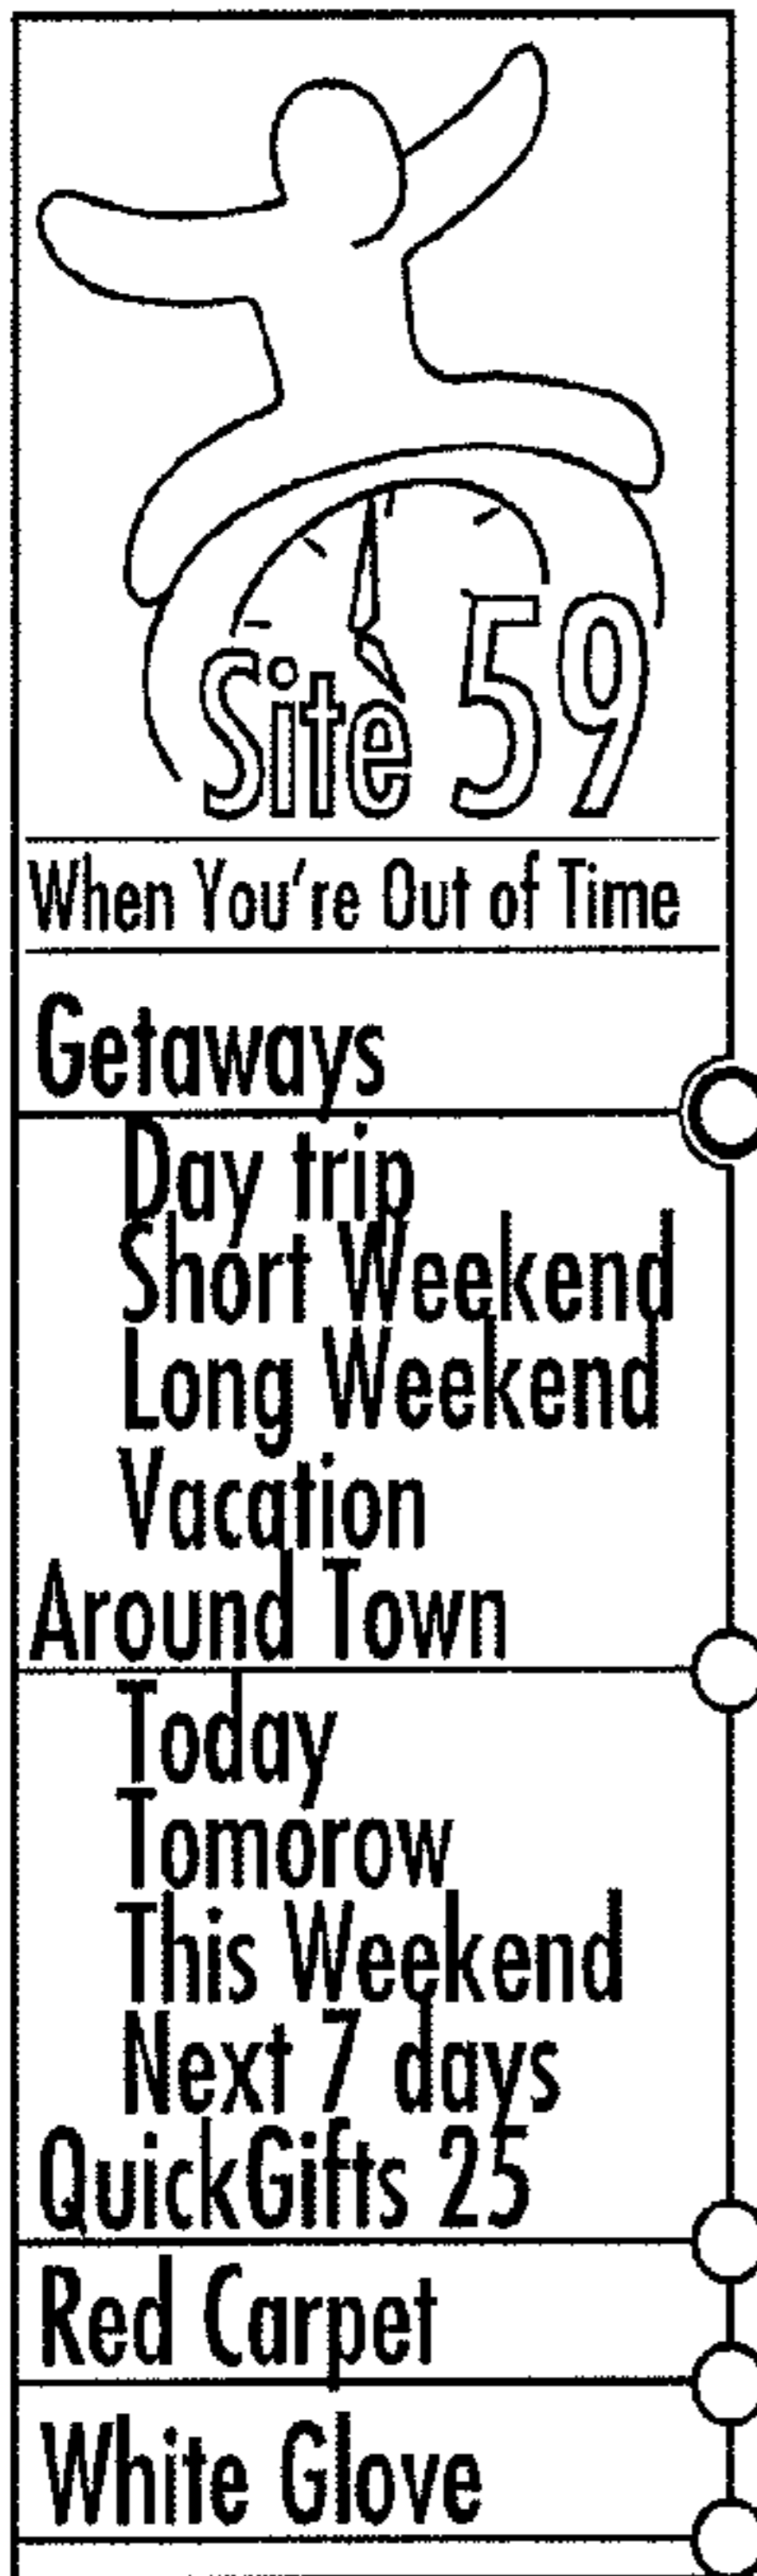 Site 59
When You're Out of Time
Getaways
Day trip
Short Weekend
Long Weekend
Vacation
Around Town
Today
Tomorow
This Weekend
Next 7 days
QuickGifts 25
Red Carpet
White Glove